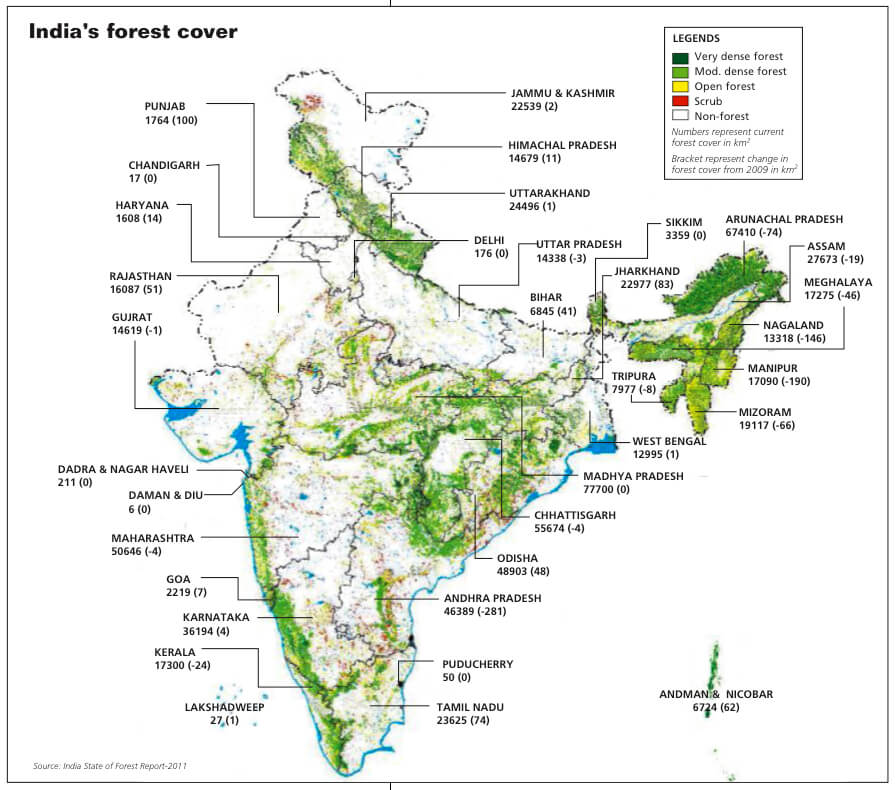 India's forest cover
LEGENDS
Very dense forest
Mod. dense forest
Open forest
Scrub
Non-forest
Numbers represent current
forest cover in km²
Bracket represent change in
forest cover from 2009 in km²
PUNJAB
1764 (100)
CHANDIGARH
17 (0)
HARYANA
1608 (14)
RAJASTHAN
16087 (51)
GUJRAT
14619 (-1)
JAMMU & KASHMIR
22539 (2)
HIMACHAL PRADESH
14679 (11)
UTTARAKHAND
24496 (1)
DELHI
176 (0)
UTTAR PRADESH
14338 (-3)
BIHAR
6845 (41)
SIKKIM
3359 (0)
JHARKHAND
22977 (83)
ARUNACHAL PRADESH
67410 (-74)
ASSAM
27673 (-19)
MEGHALAYA
17275 (-46)
NAGALAND
13318 (-146)
MANIPUR
17090 (-190)
TRIPURA
7977 (-8)
MIZORAM
19117 (-66)
WEST BENGAL
12995 (1)
MADHYA PRADESH
77700 (0)
CHHATTISGARH
55674 (-4)
ODISHA
48903 (48)
ANDHRA PRADESH
46389 (-281)
PUDUCHERRY
50 (0)
TAMIL NADU
23625 (74)
ANDMAN & NICOBAR
6724 (62)
DADRA & NAGAR HAVELI
211 (0)
DAMAN & DIU
6 (0)
MAHARASHTRA
50646 (-4)
GOA
2219 (7)
KARNATAKA
36194 (4)
KERALA
17300 (-24)
LAKSHADWEEP
27 (1)
Source: India State of Forest Report-2011